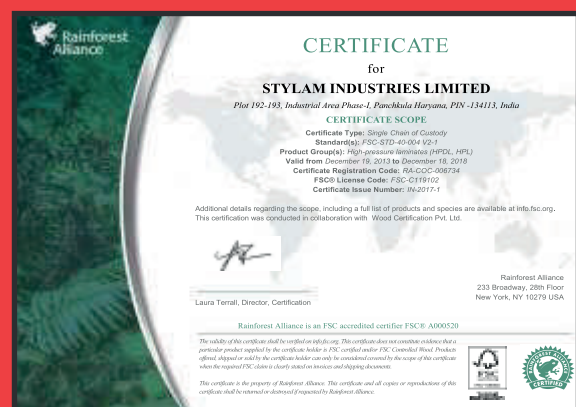 Rainforest
Alliance
CERTIFICATE
for
STYLAM INDUSTRIES LIMITED
Plot 192-193, Industrial Area Phase-I, Panchkula Haryana, PIN -134113, India
CERTIFICATE SCOPE
Certificate Type: Single Chain of Custody
Standard(s): FSC-STD-40-004 V2-1
Product Group(s): High-pressure laminates (HPDL, HPL)
Valid from December 19, 2013 to December 18, 2018
Certificate Registration Code: RA-COC-006734
FSC® License Code: FSC-C119102
Certificate Issue Number: IN-2017-1
Additional details regarding the scope, including a full list of products and species are available at info.fsc.org.
This certification was conducted in collaboration with Wood Certification Pvt. Ltd.
Rainforest Alliance
233 Broadway, 28th Floor
New York, NY 10279 USA
Laura Terrall, Director, Certification
Rainforest Alliance is an FSC accredited certifier FSC® A000520
The validity of this certificate shall be verified on info.fsc.org. This certificate does not constitute evidence that a
particular product supplied by the certificate holder is FSC certified and/or FSC Controlled Wood. Products
offered, shipped or sold by the certificate holder can only be considered covered by the scope of this certificate
when the required FSC claim is clearly stated on invoices and shipping documents.
This certificate is the property of Rainforest Alliance. This certificate and all copies or reproductions of this
certificate shall be returned or destroyed if requested by Rainforest Alliance.
FSC
RAINFOREST ALLIANCE
CERTIFIED